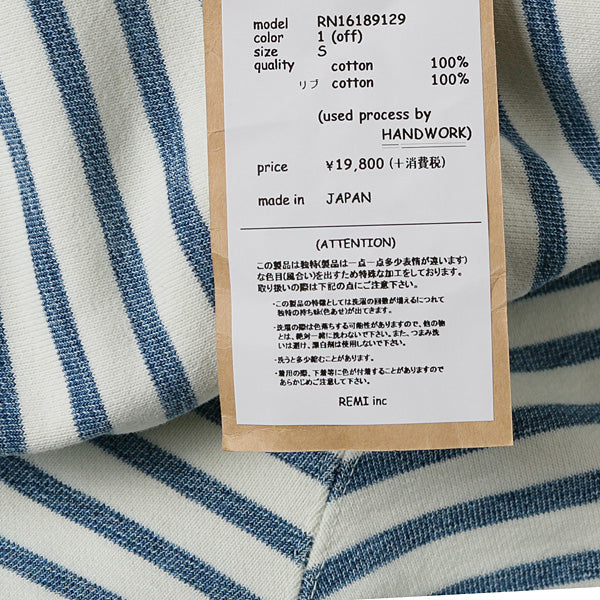 model RN16189129
color 1 (off)
size S
quality cotton 100%
リブ cotton 100%
(used process by
HANDWORK)
price ¥19,800 (+消費税)
made in JAPAN
(ATTENTION)
この製品は独特(製品は一点一点多少表情が違います)
な色目(風合い)を出すため特殊な加工をしております。
取り扱いの際は下記の点にご注意下さい。
・この製品の特徴としては洗濯の回数が増えるにつれて
独特の持ち味(色あせ)が出てきます。
・洗濯の際は色落ちする可能性がありますので、他の物
とは、絶対一緒に洗わないで下さい。また、つまみ洗
いは避け、漂白剤は使用しないで下さい。
・洗うと多少縮むことがあります。
・着用の際、下着等に色が付着することがありますので
あらかじめご注意して下さい。
REMI inc